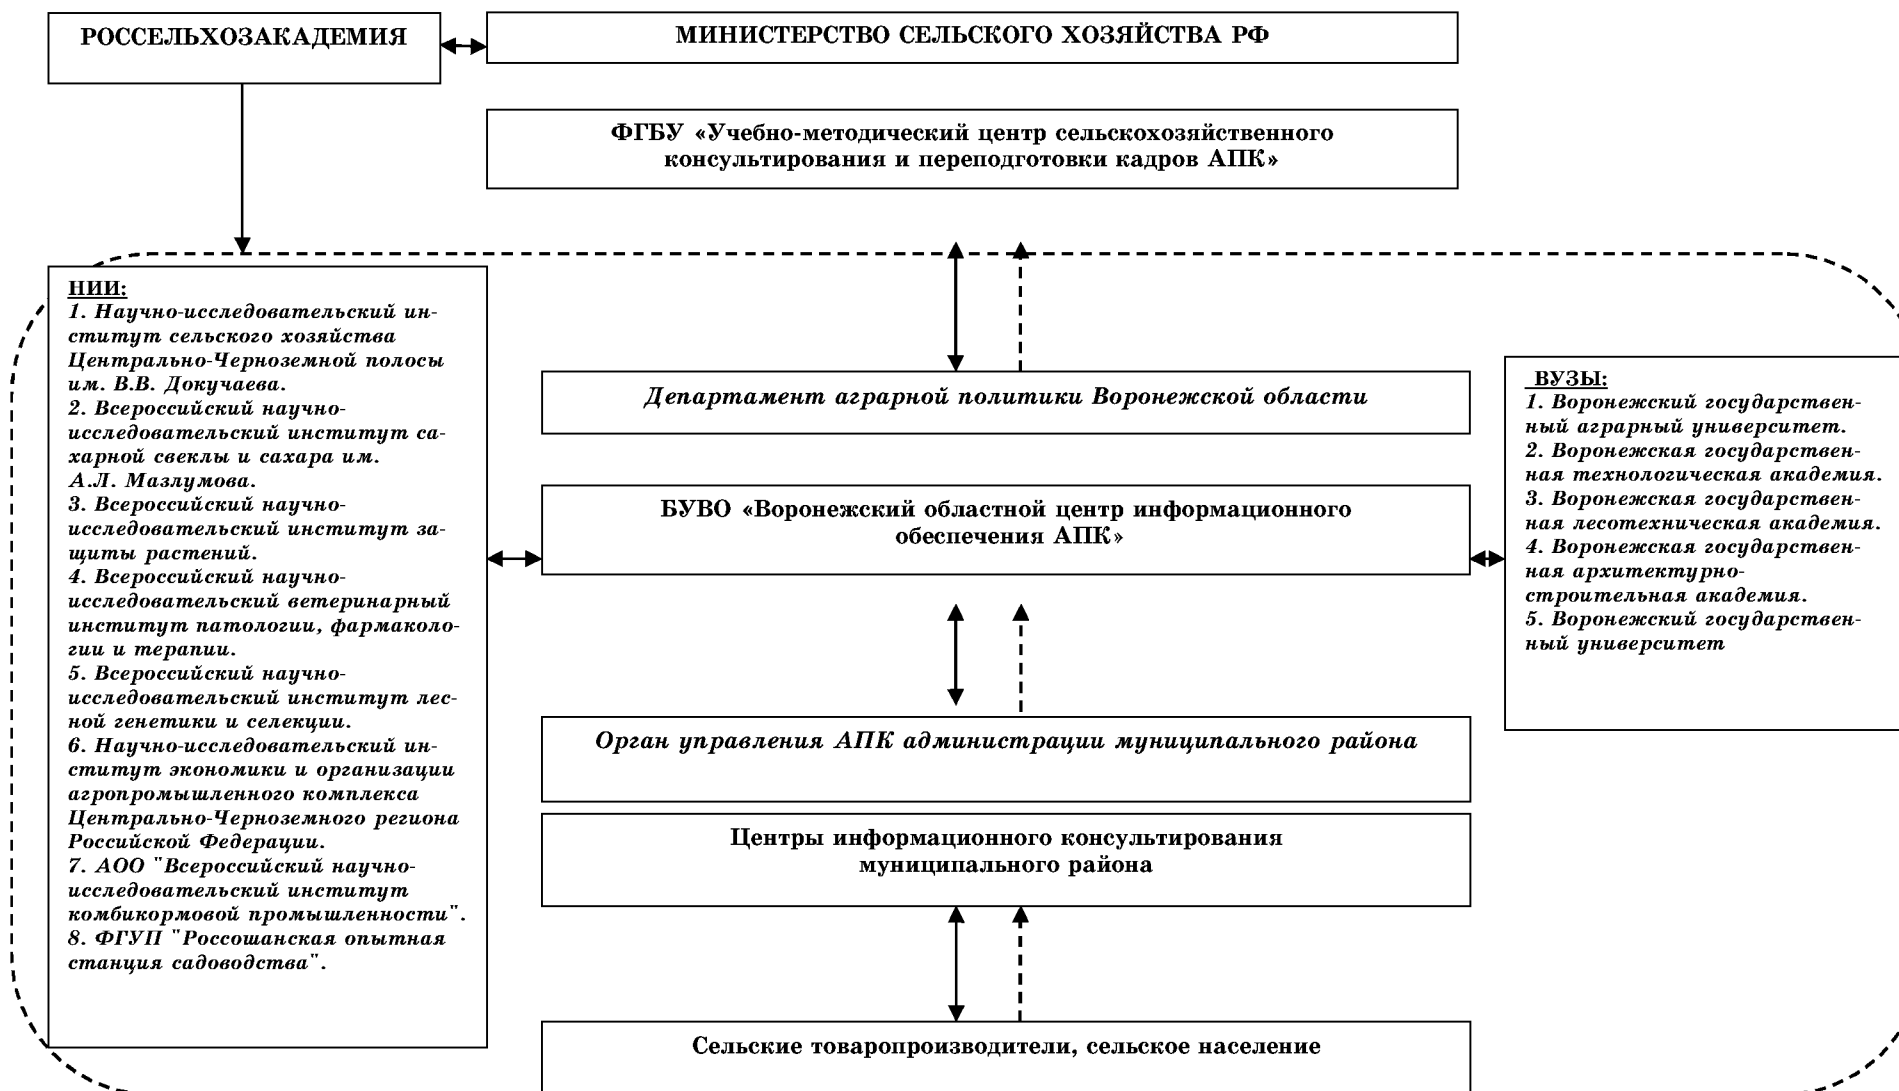 РОССЕЛЬХОЗАКАДЕМИЯ
МИНИСТЕРСТВО СЕЛЬСКОГО ХОЗЯЙСТВА РФ
ФГБУ «Учебно-методический центр сельскохозяйственного
консультирования и переподготовки кадров АПК»
НИИ:
1. Научно-исследовательский ин-
ститут сельского хозяйства
Центрально-Черноземной полосы
им. В.В. Докучаева.
2. Всероссийский научно-
исследовательский институт са-
харной свеклы и сахара им.
А.Л. Мазлумова.
3. Всероссийский научно-
исследовательский институт за-
щиты растений.
4. Всероссийский научно-
исследовательский ветеринарный
институт патологии, фармаколо-
гии и терапии.
5. Всероссийский научно-
исследовательский институт лес-
ной генетики и селекции.
6. Научно-исследовательский ин-
ститут экономики и организации
агропромышленного комплекса
Центрально-Черноземного региона
Российской Федерации.
7. АОО "Всероссийский научно-
исследовательский институт
комбикормовой промышленности".
8. ФГУП "Россошанская опытная
станция садоводства".
Департамент аграрной политики Воронежской области
БУВО «Воронежский областной центр информационного
обеспечения АПК»
Орган управления АПК администрации муниципального района
Центры информационного консультирования
муниципального района
Сельские товаропроизводители, сельское население
ВУЗЫ:
1. Воронежский государствен-
ный аграрный университет.
2. Воронежская государствен-
ная технологическая академия.
3. Воронежская государствен-
ная лесотехническая академия.
4. Воронежская государствен-
ная архитектурно-
строительная академия.
5. Воронежский государствен-
ный университет